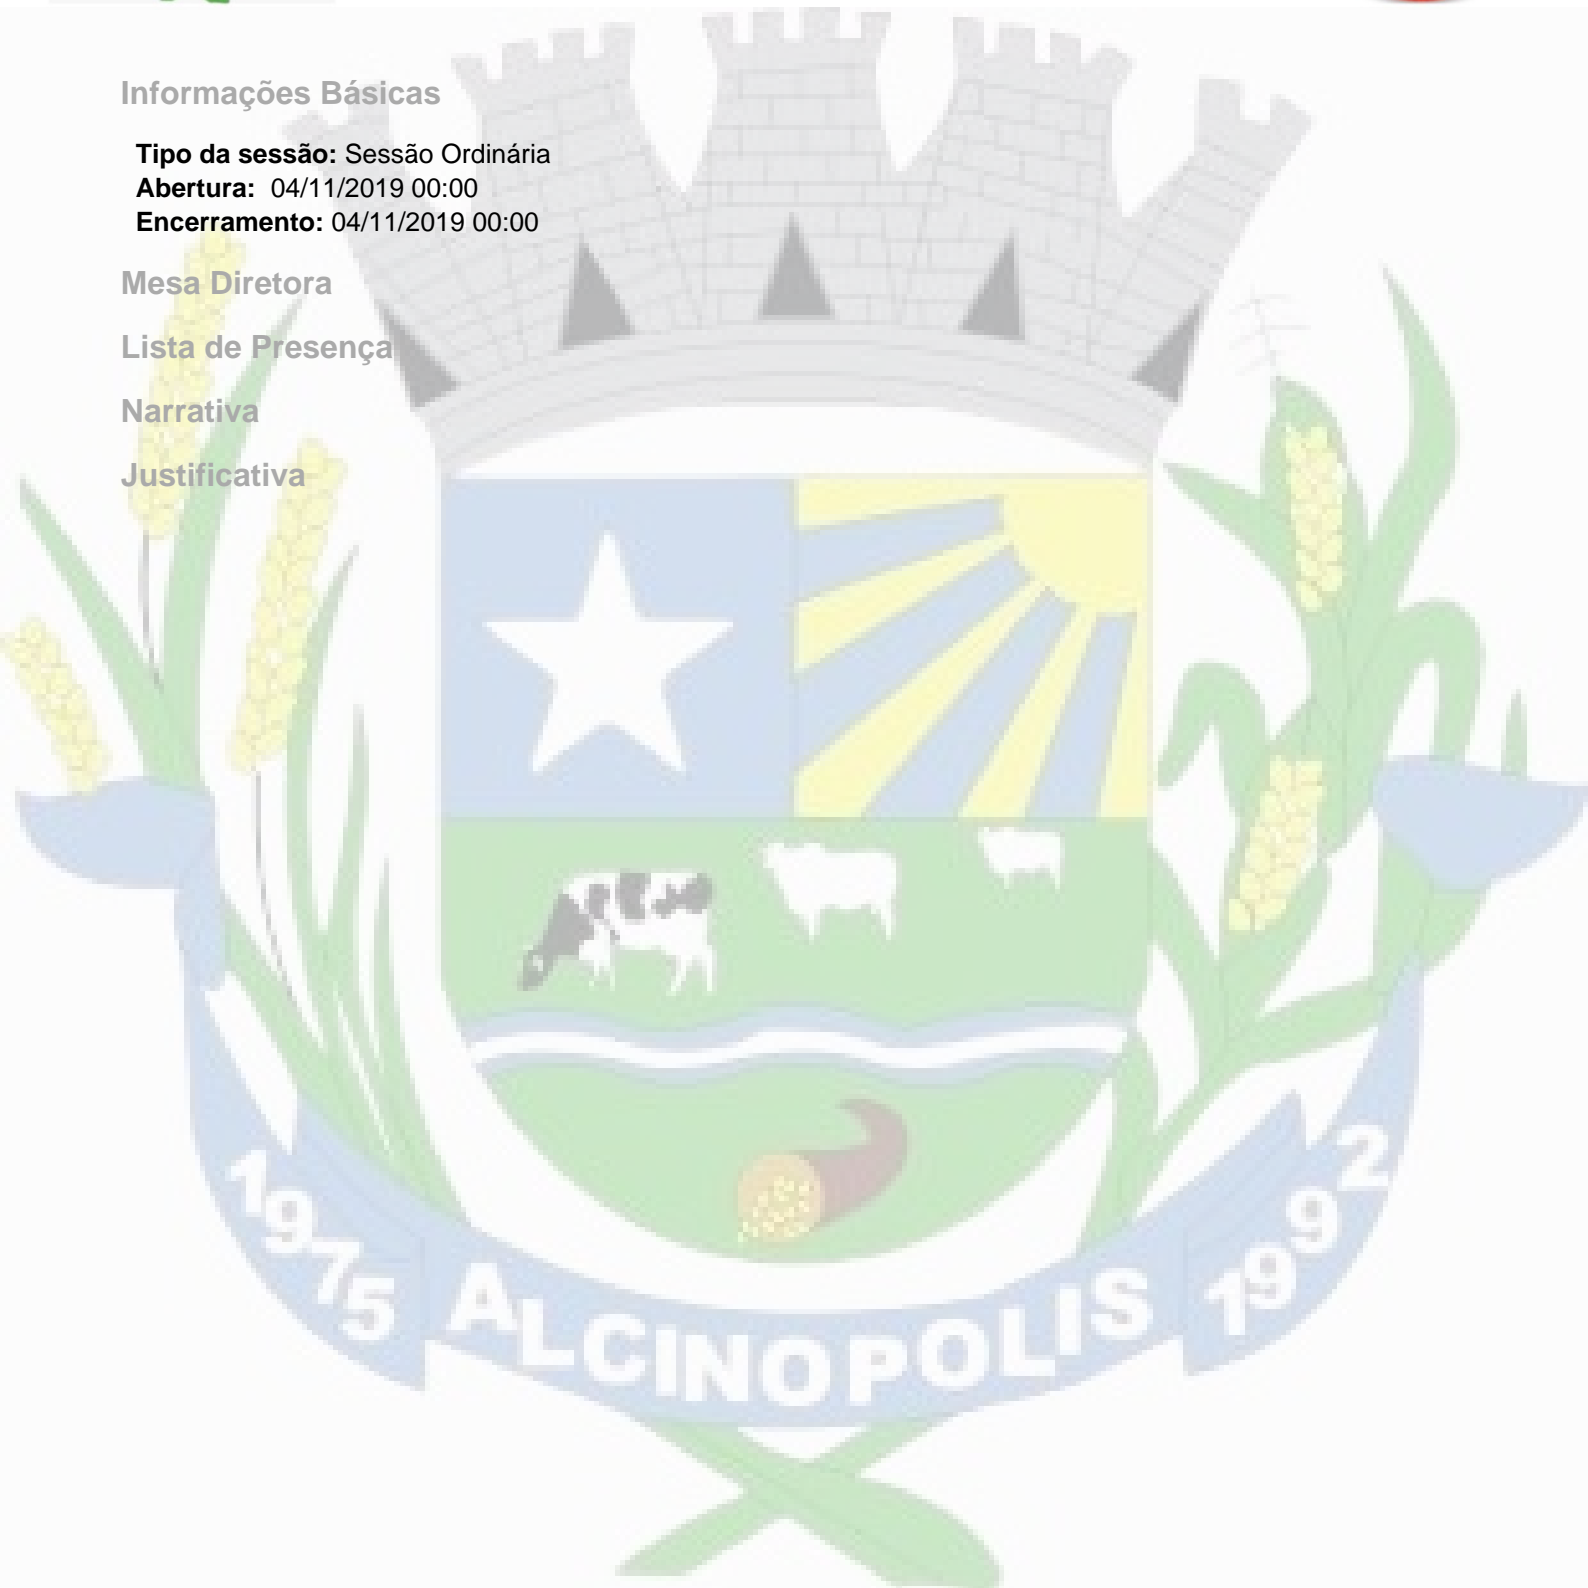 Informações Básicas
Tipo da sessão: Sessão Ordinária
Abertura: 04/11/2019 00:00
Encerramento: 04/11/2019 00:00
Mesa Diretora
Lista de Presença
Narrativa
Justificativa
1975 ALCINOPOLIS 1992